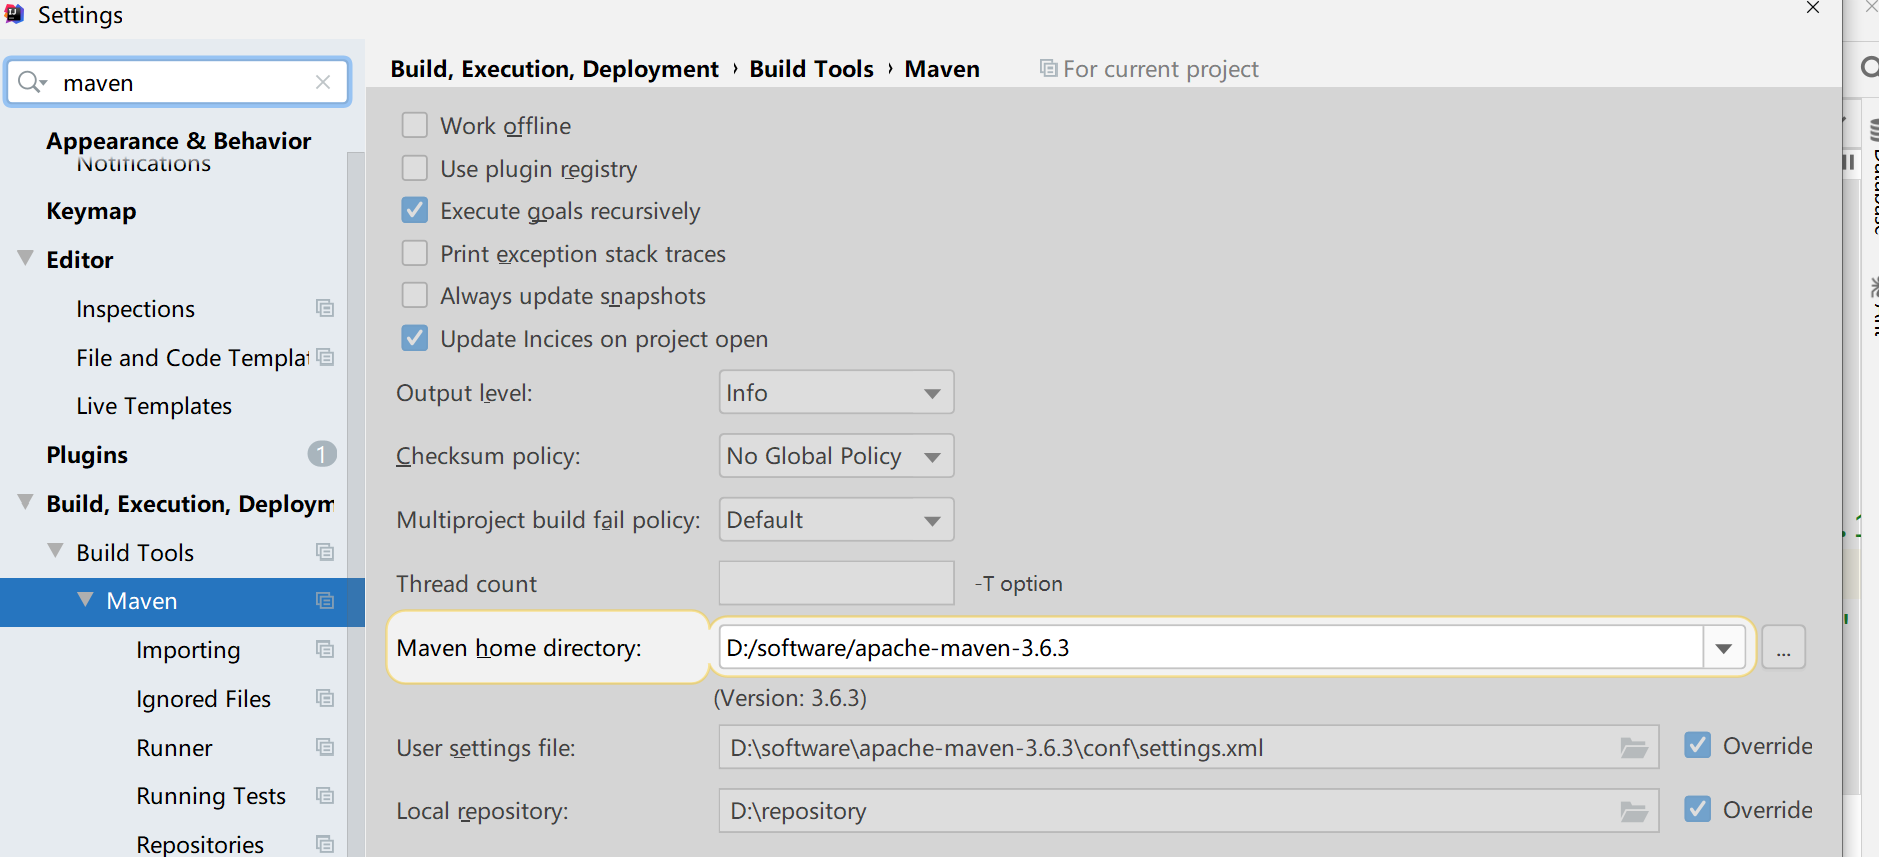 Settings
maven
Appearance & Behavior
Notifications
Keymap
Editor
Inspections
File and Code Templat
Live Templates
Plugins
1
Build, Execution, Deploym
Build Tools
Maven
Importing
Ignored Files
Runner
Running Tests
Repositories
Build, Execution, Deployment › Build Tools › Maven
For current project
Work offline
Use plugin registry
Execute goals recursively
Print exception stack traces
Always update snapshots
Update Incices on project open
Output level: Info
Checksum policy: No Global Policy
Multiproject build fail policy: Default
Thread count -T option
Maven home directory: D:/software/apache-maven-3.6.3 ...
(Version: 3.6.3)
User settings file: D:\software\apache-maven-3.6.3\conf\settings.xml Override
Local repository: D:\repository Override
Database